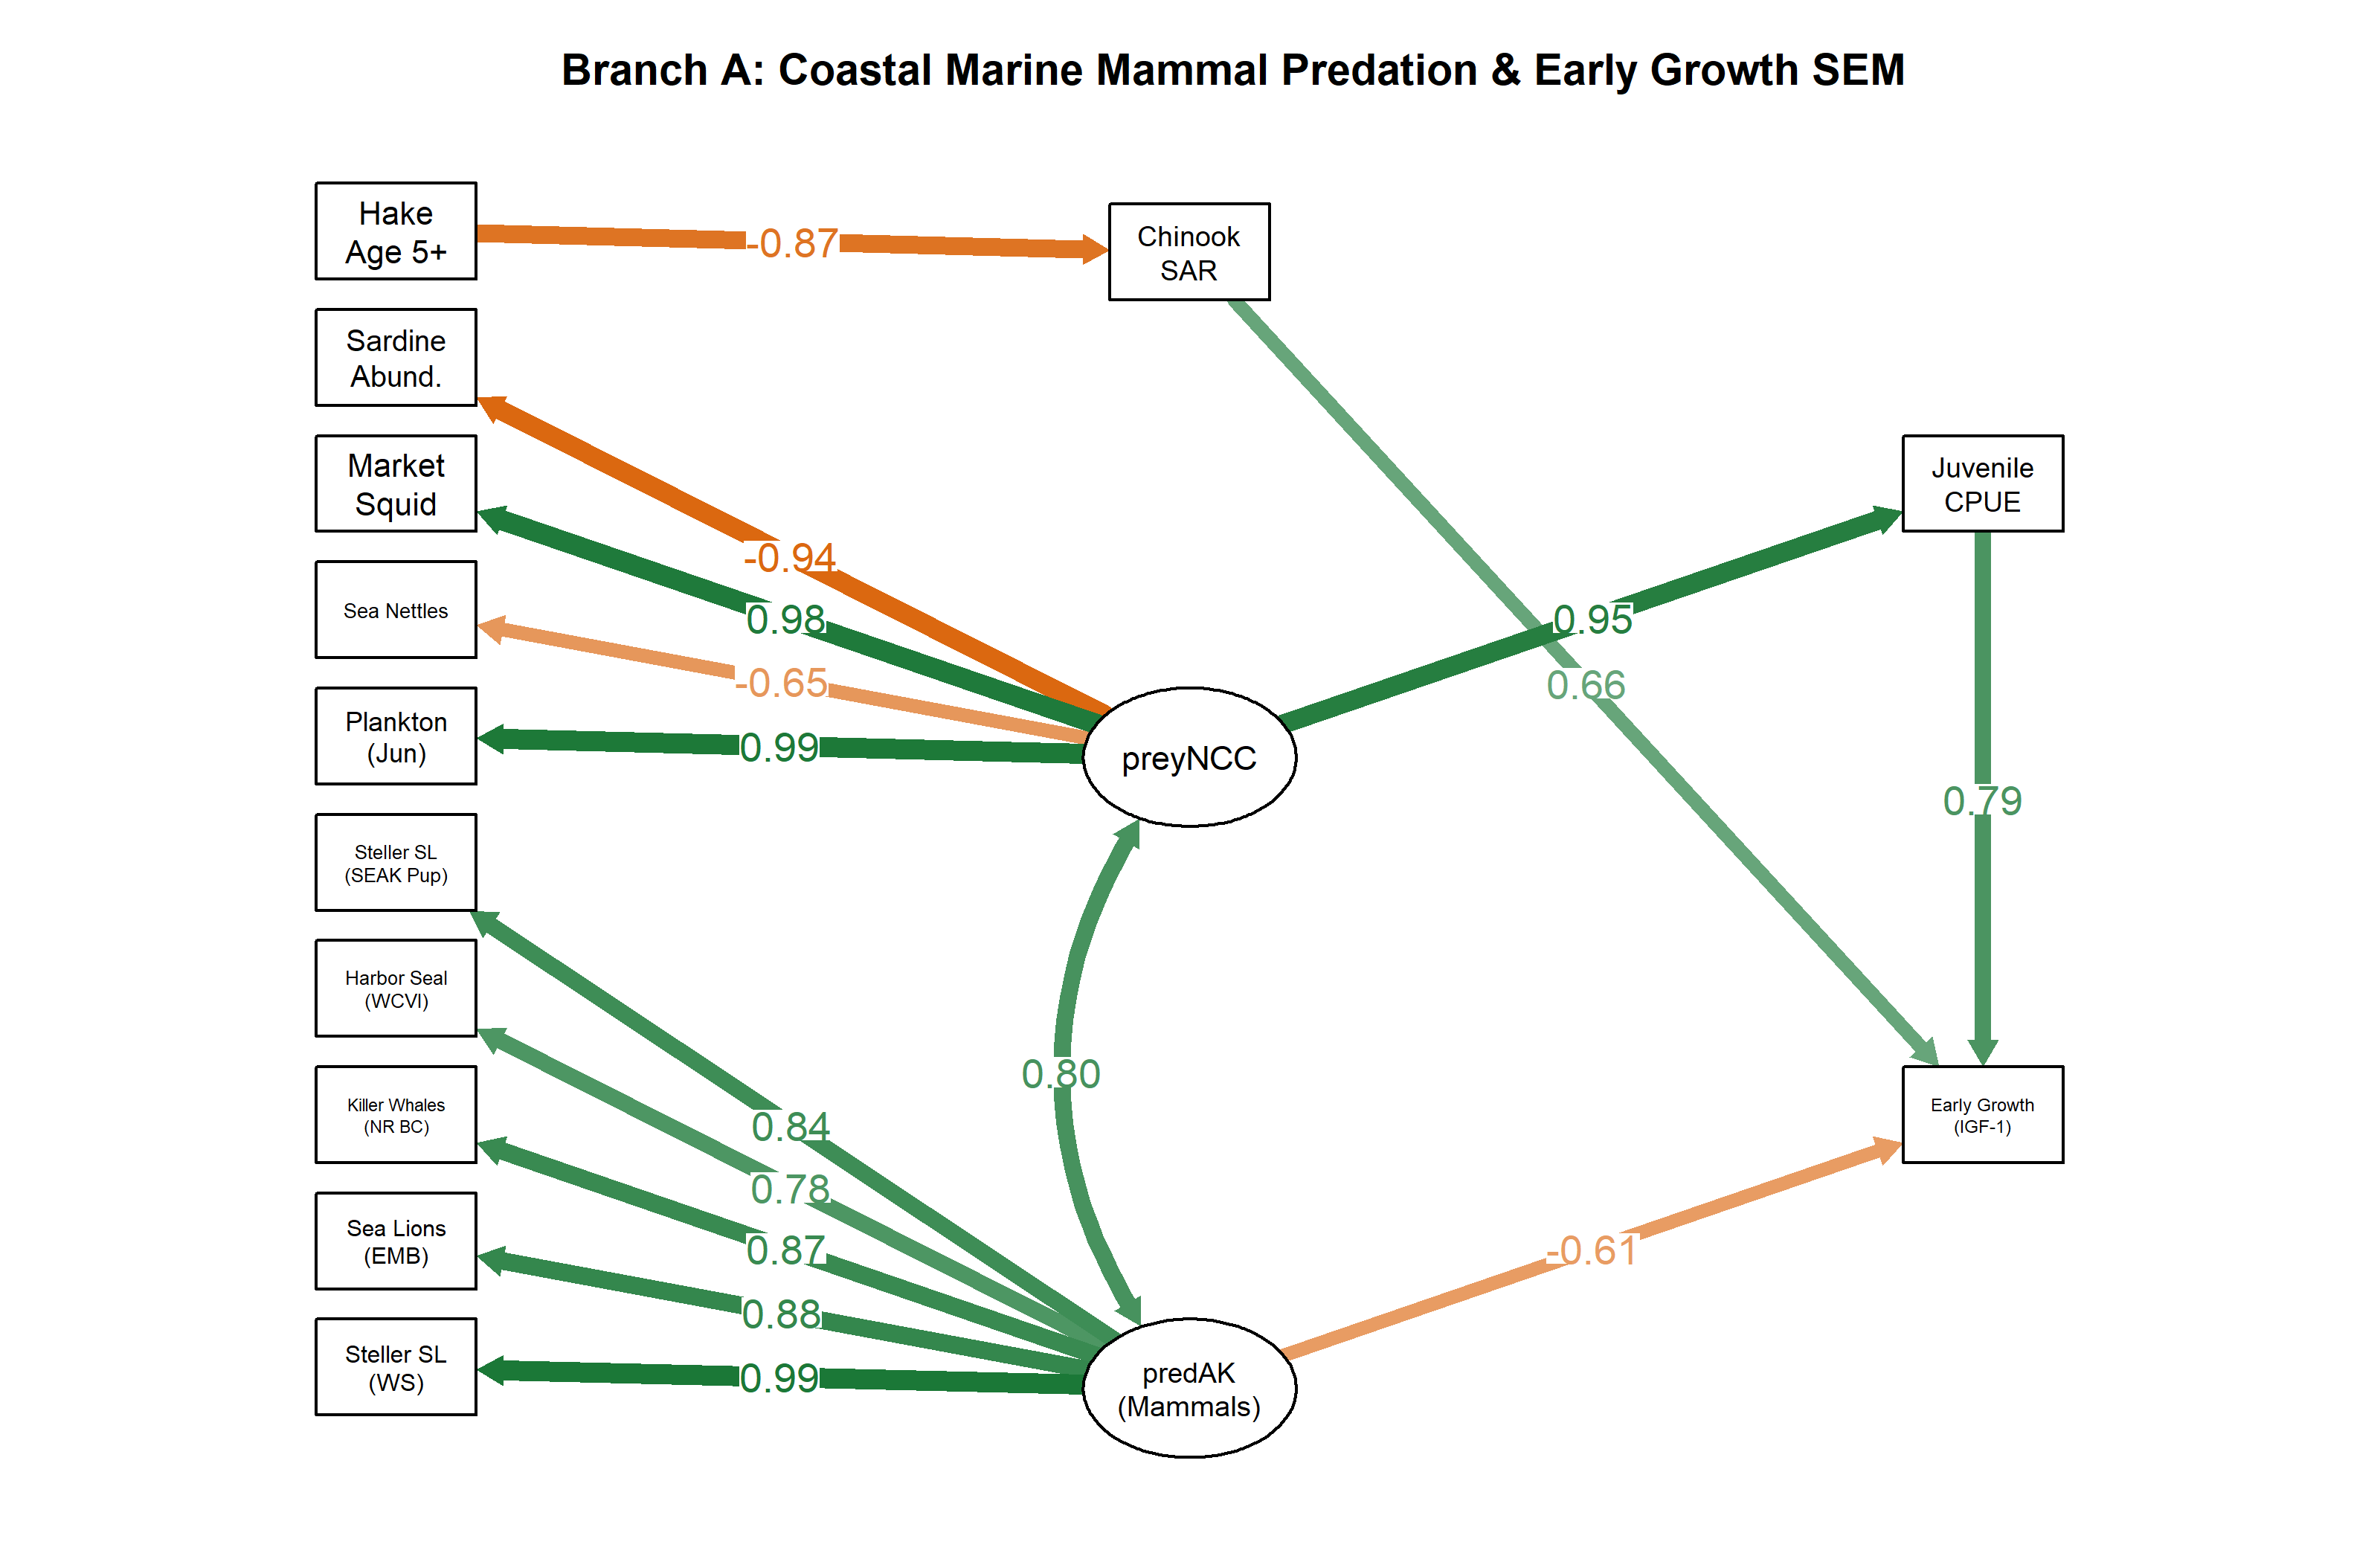 Branch A: Coastal Marine Mammal Predation & Early Growth SEM
Hake
Age 5+
-0.87
Chinook
SAR
Sardine
Abund.
Market
Squid
Juvenile
CPUE
-0.94
0.98
0.95
Sea Nettles
-0.65
0.66
Plankton
(Jun)
0.99
preyNCC
0.79
Steller SL
(SEAK Pup)
Harbor Seal
(WCVI)
0.80
Killer Whales
(NR BC)
0.84
Early Growth
(IGF-1)
0.78
Sea Lions
(EMB)
0.87
-0.61
0.88
Steller SL
(WS)
0.99
predAK
(Mammals)